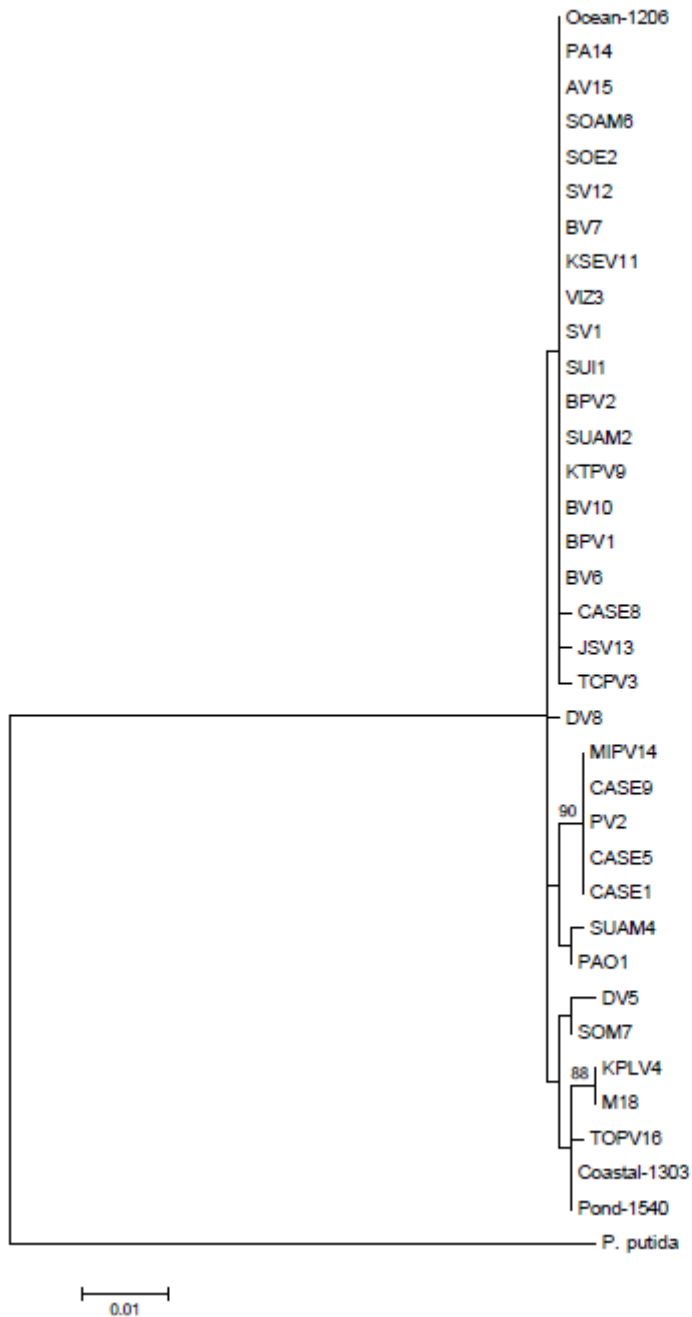 Ocean-1206
PA14
AV15
SOAM6
SOE2
SV12
BV7
KSEV11
VIZ3
SV1
SUI1
BPV2
SUAM2
KTPV9
BV10
BPV1
BV6
CASE8
JSV13
TCPV3
DV8
MIPV14
CASE9
90
PV2
CASE5
CASE1
SUAM4
PAO1
DV5
SOM7
88
KPLV4
M18
TOPV16
Coastal-1303
Pond-1540
P. putida
0.01